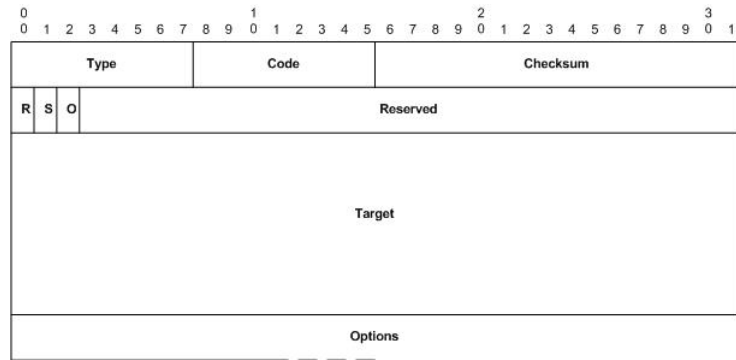 0 1 2 3
0 1 2 3 4 5 6 7 8 9 0 1 2 3 4 5 6 7 8 9 0 1 2 3 4 5 6 7 8 9 0 1
Type Code Checksum
R S O Reserved
Target
Options